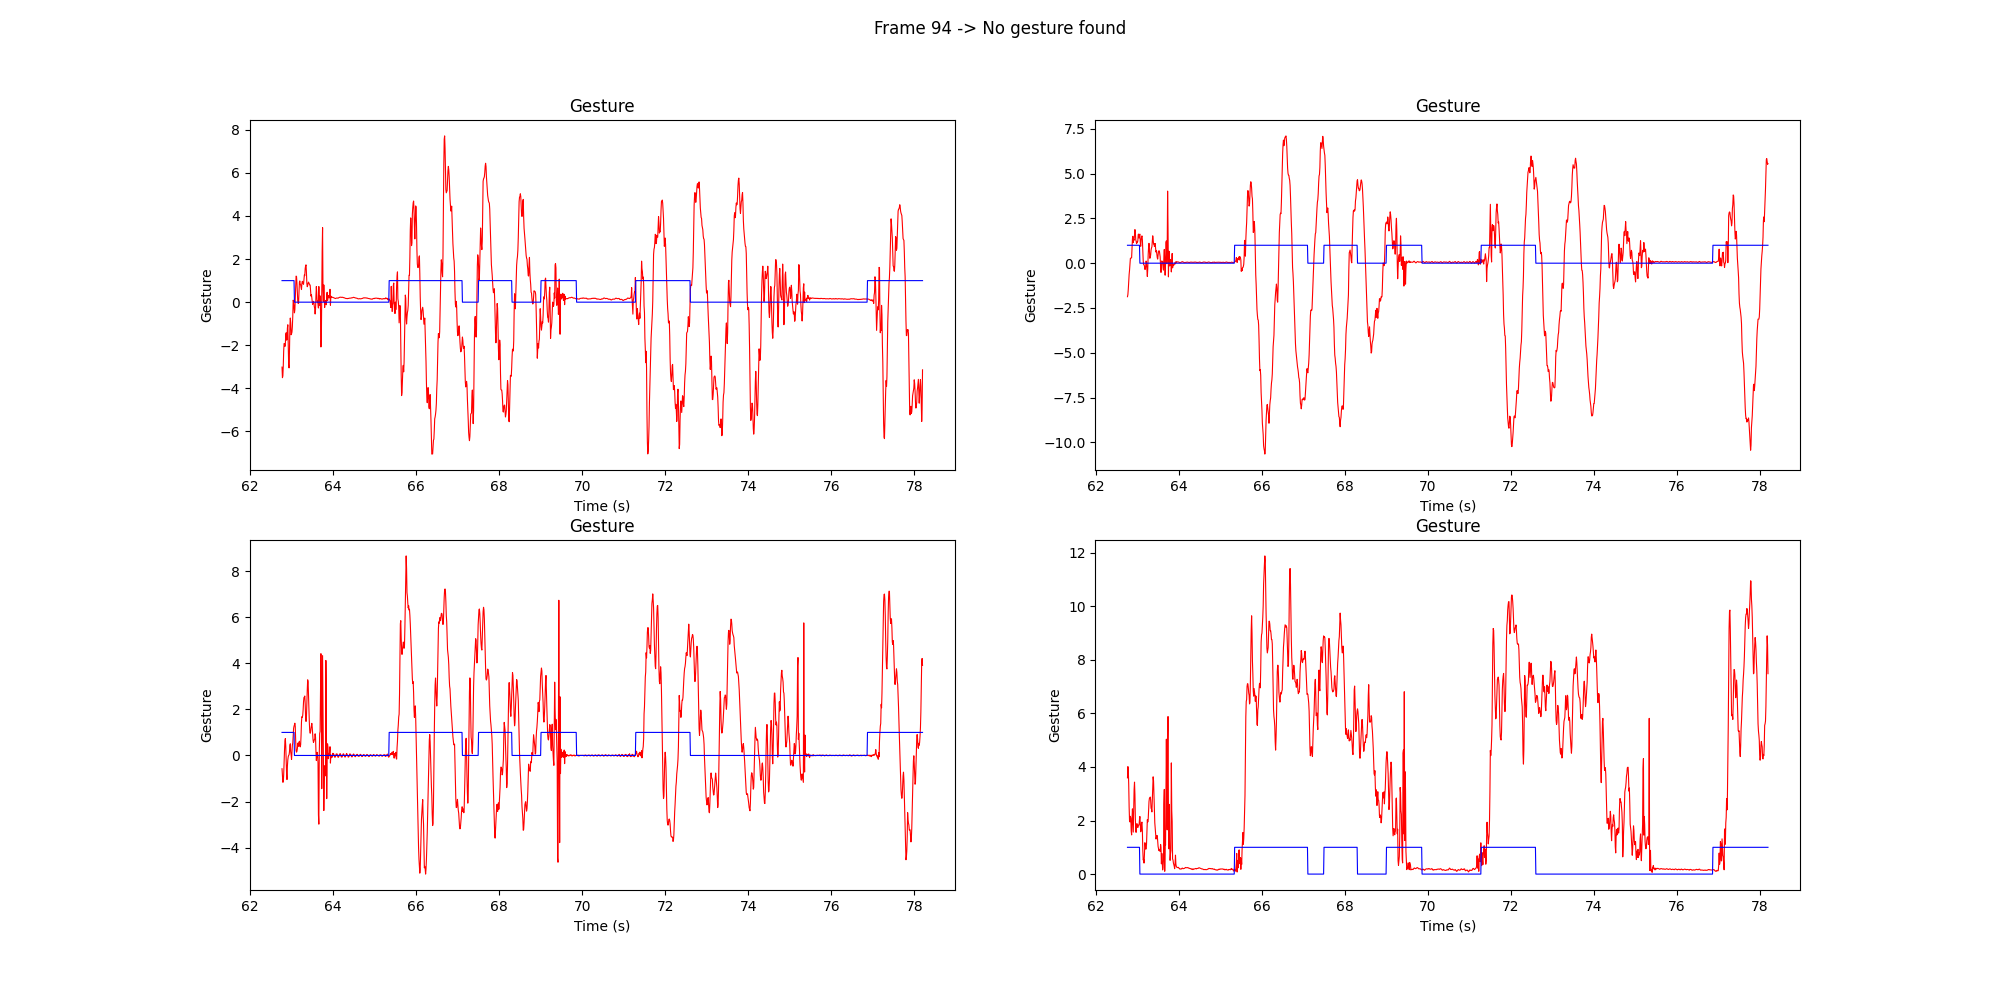 Frame 94 -> No gesture found
Gesture
8
6
4
2
0
−2
−4
−6
Gesture
62 64 66 68 70 72 74 76 78
Time (s)
Gesture
7.5
5.0
2.5
0.0
−2.5
−5.0
−7.5
−10.0
Gesture
62 64 66 68 70 72 74 76 78
Time (s)
Gesture
8
6
4
2
0
−2
−4
Gesture
62 64 66 68 70 72 74 76 78
Time (s)
Gesture
12
10
8
6
4
2
0
Gesture
62 64 66 68 70 72 74 76 78
Time (s)